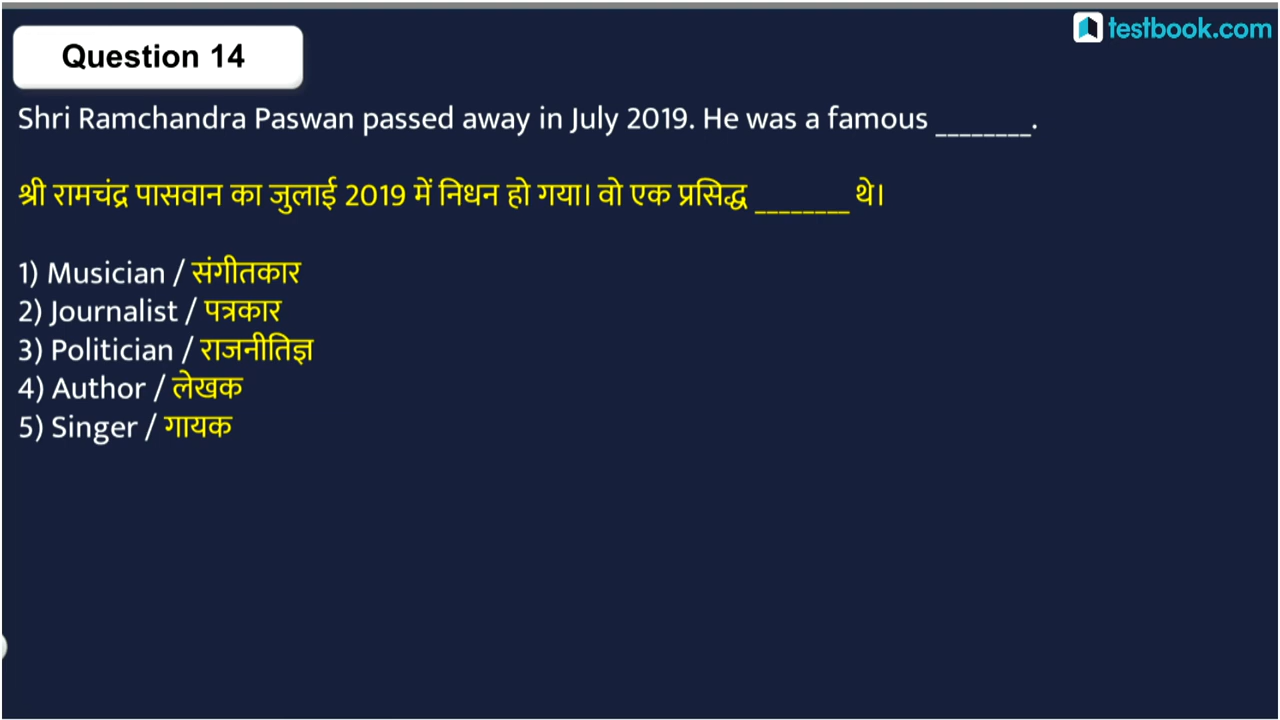 testbook.com
Question 14
Shri Ramchandra Paswan passed away in July 2019. He was a famous ________.
श्री रामचंद्र पासवान का जुलाई 2019 में निधन हो गया। वो एक प्रसिद्ध ________ थे।
1) Musician / संगीतकार
2) Journalist / पत्रकार
3) Politician / राजनीतिज्ञ
4) Author / लेखक
5) Singer / गायक